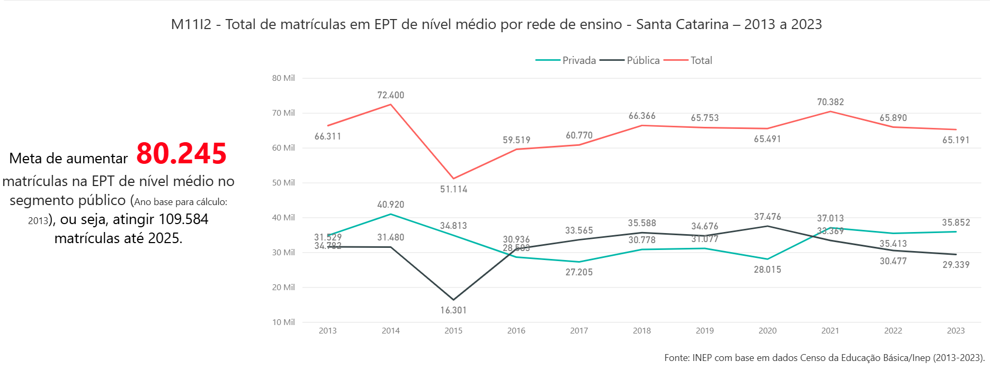 M11I2 - Total de matrículas em EPT de nível médio por rede de ensino - Santa Catarina – 2013 a 2023
Privada Pública Total
Meta de aumentar 80.245
matrículas na EPT de nível médio no
segmento público (Ano base para cálculo:
2013), ou seja, atingir 109.584
matrículas até 2025.
80 Mil
70 Mil
60 Mil
50 Mil
40 Mil
30 Mil
20 Mil
10 Mil
66.311 72.400 51.114 59.519 60.770 66.366 65.753 65.491 70.382 65.890 65.191
31.529 40.920 34.813 30.936 33.565 35.588 34.676 37.476 37.013 35.413 35.852
34.782 31.480 16.301 28.583 27.205 30.778 31.077 28.015 33.369 30.477 29.339
2013 2014 2015 2016 2017 2018 2019 2020 2021 2022 2023
Fonte: INEP com base em dados Censo da Educação Básica/Inep (2013-2023).